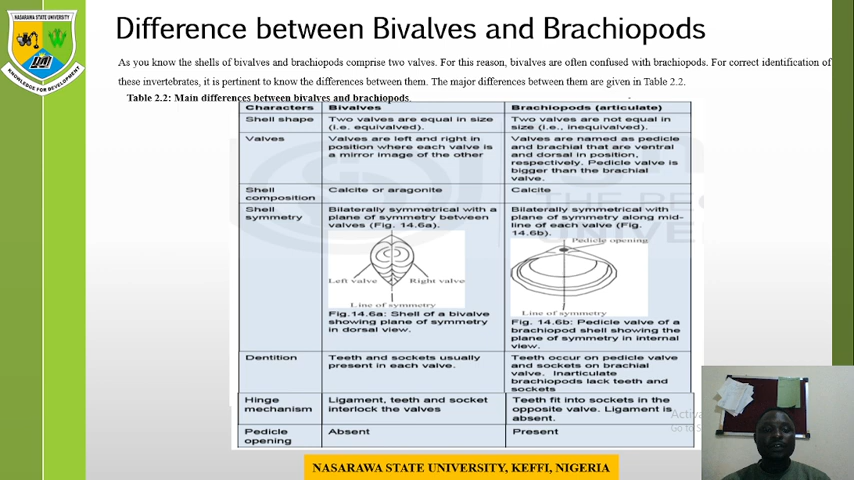 NASARAWA STATE UNIVERSITY
KNOWLEDGE FOR DEVELOPMENT
Difference between Bivalves and Brachiopods
As you know the shells of bivalves and brachiopods comprise two valves. For this reason, bivalves are often confused with brachiopods. For correct identification of
these invertebrates, it is pertinent to know the differences between them. The major differences between them are given in Table 2.2.
Table 2.2: Main differences between bivalves and brachiopods.
Characters
Bivalves
Brachiopods (articulate)
Shell shape
Two valves are equal in size
(i.e. equivalved).
Two valves are not equal in
size (i.e., inequivalved).
Valves
Valves are left and right in
position where each valve is
a mirror image of the other
Valves are named as pedicle
and brachial that are ventral
and dorsal in position,
respectively. Pedicle valve is
bigger than the brachial
valve.
Shell
composition
Calcite or aragonite
Calcite
Shell
symmetry
Bilaterally symmetrical with a
plane of symmetry between
valves (Fig. 14.6a).
Left valve
Right valve
Line of symmetry
Fig.14.6a: Shell of a bivalve
showing plane of symmetry
in dorsal view.
Bilaterally symmetrical with
plane of symmetry along mid-
line of each valve (Fig.
14.6b).
Pedicle opening
Line of symmetry
Fig. 14.6b: Pedicle valve of a
brachiopod shell showing the
plane of symmetry in internal
view.
Dentition
Teeth and sockets usually
present in each valve.
Teeth occur on pedicle valve
and sockets on brachial
valve. Inarticulate
brachiopods lack teeth and
sockets
Hinge
mechanism
Ligament, teeth and socket
interlock the valves
Teeth fit into sockets in the
opposite valve. Ligament is
absent.
Pedicle
opening
Absent
Present
Activa
Go to S
NASARAWA STATE UNIVERSITY, KEFFI, NIGERIA